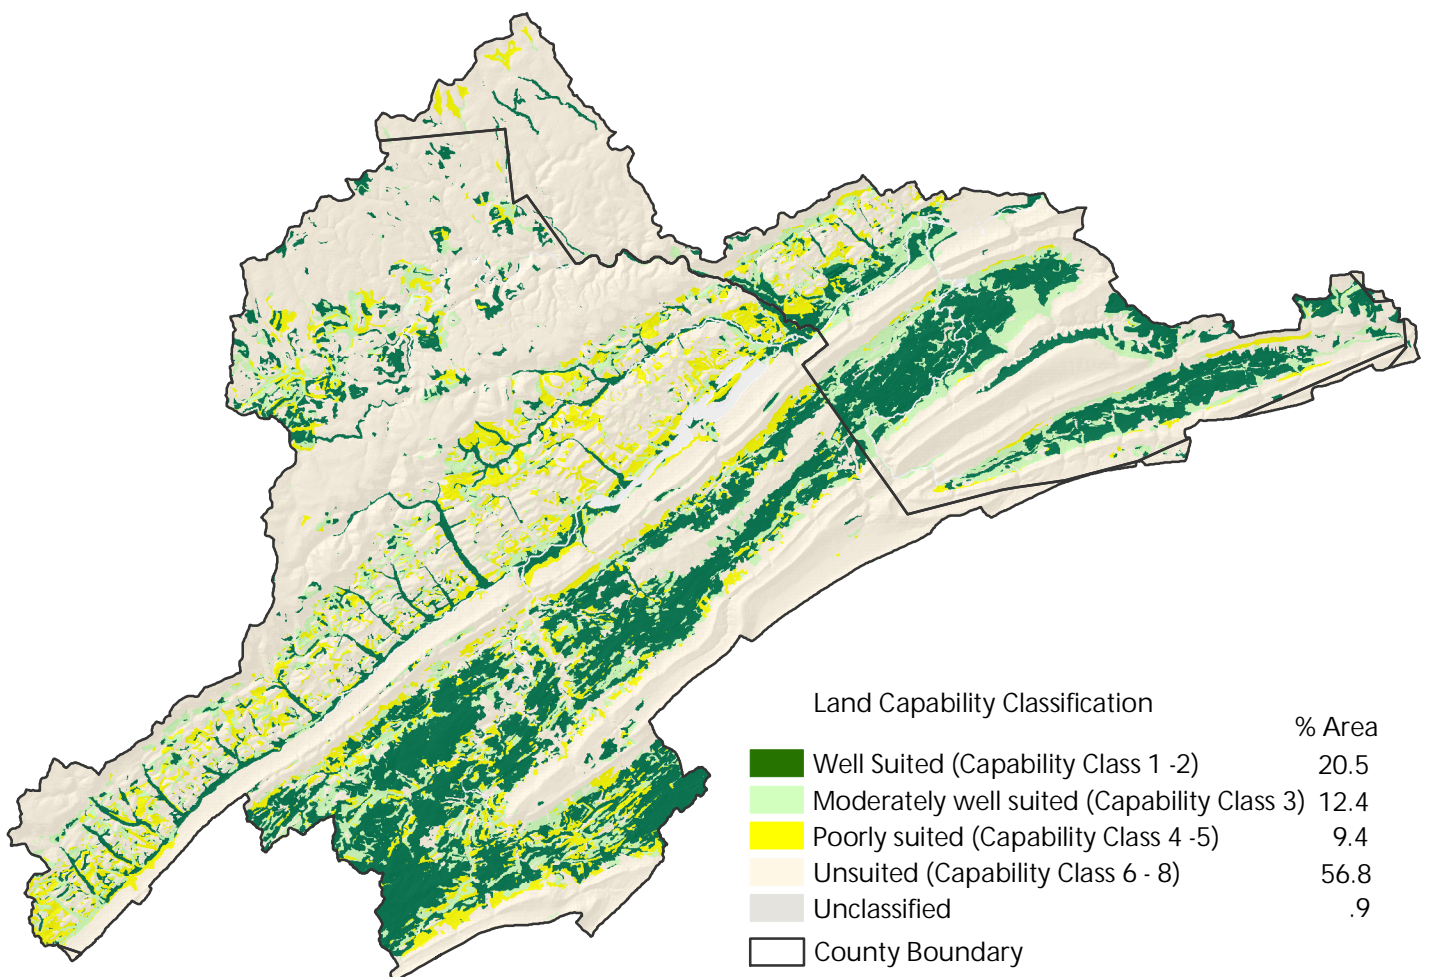 Land Capability Classification
% Area
Well Suited (Capability Class 1 -2) 20.5
Moderately well suited (Capability Class 3) 12.4
Poorly suited (Capability Class 4 -5) 9.4
Unsuited (Capability Class 6 - 8) 56.8
Unclassified .9
County Boundary